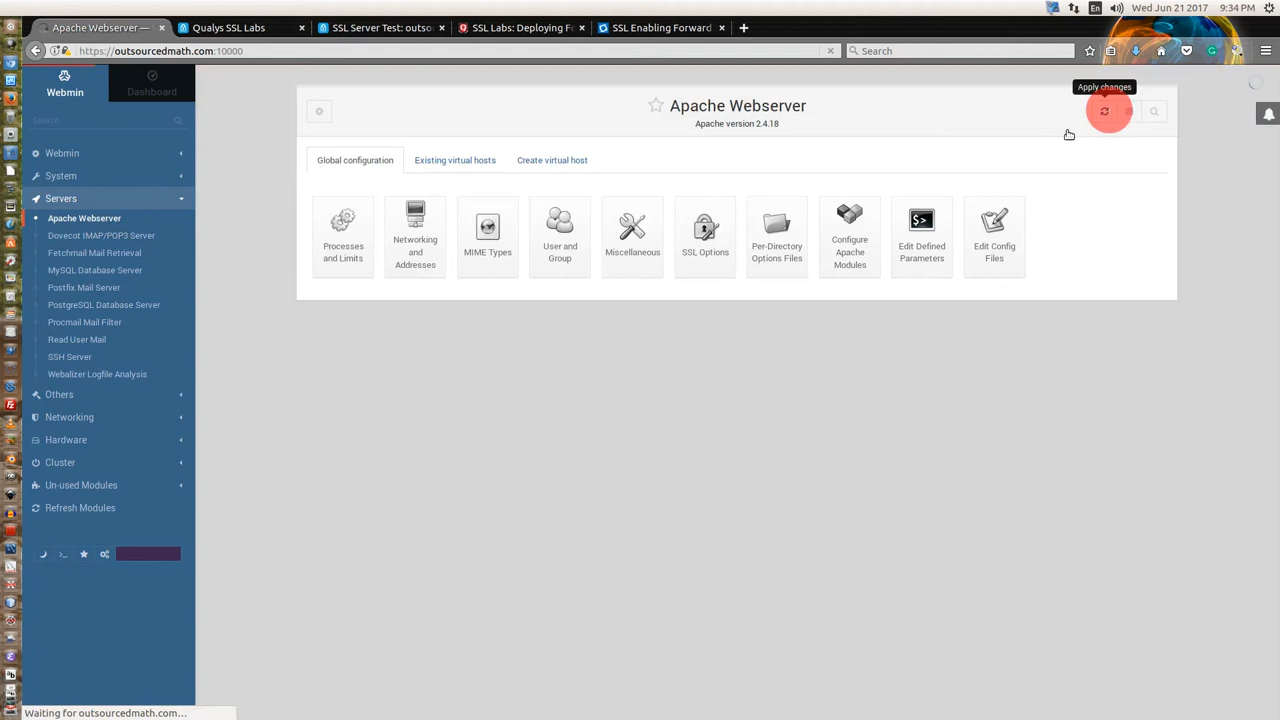 En
Wed Jun 21 2017
9:34 PM
Apache Webserver —
Qualys SSL Labs
SSL Server Test: outso
SSL Labs: Deploying F
SSL Enabling Forward
https://outsourcedmath.com:10000
Search
Webmin
Dashboard
Search
Webmin
System
Servers
Apache Webserver
Dovecot IMAP/POP3 Server
Fetchmail Mail Retrieval
MySQL Database Server
Postfix Mail Server
PostgreSQL Database Server
Procmail Mail Filter
Read User Mail
SSH Server
Webalizer Logfile Analysis
Others
Networking
Hardware
Cluster
Un-used Modules
Refresh Modules
Apply changes
Apache Webserver
Apache version 2.4.18
Global configuration
Existing virtual hosts
Create virtual host
Processes
and Limits
Networking
and
Addresses
MIME Types
User and
Group
Miscellaneous
SSL Options
Per-Directory
Options Files
Configure
Apache
Modules
Edit Defined
Parameters
Edit Config
Files
Waiting for outsourcedmath.com…